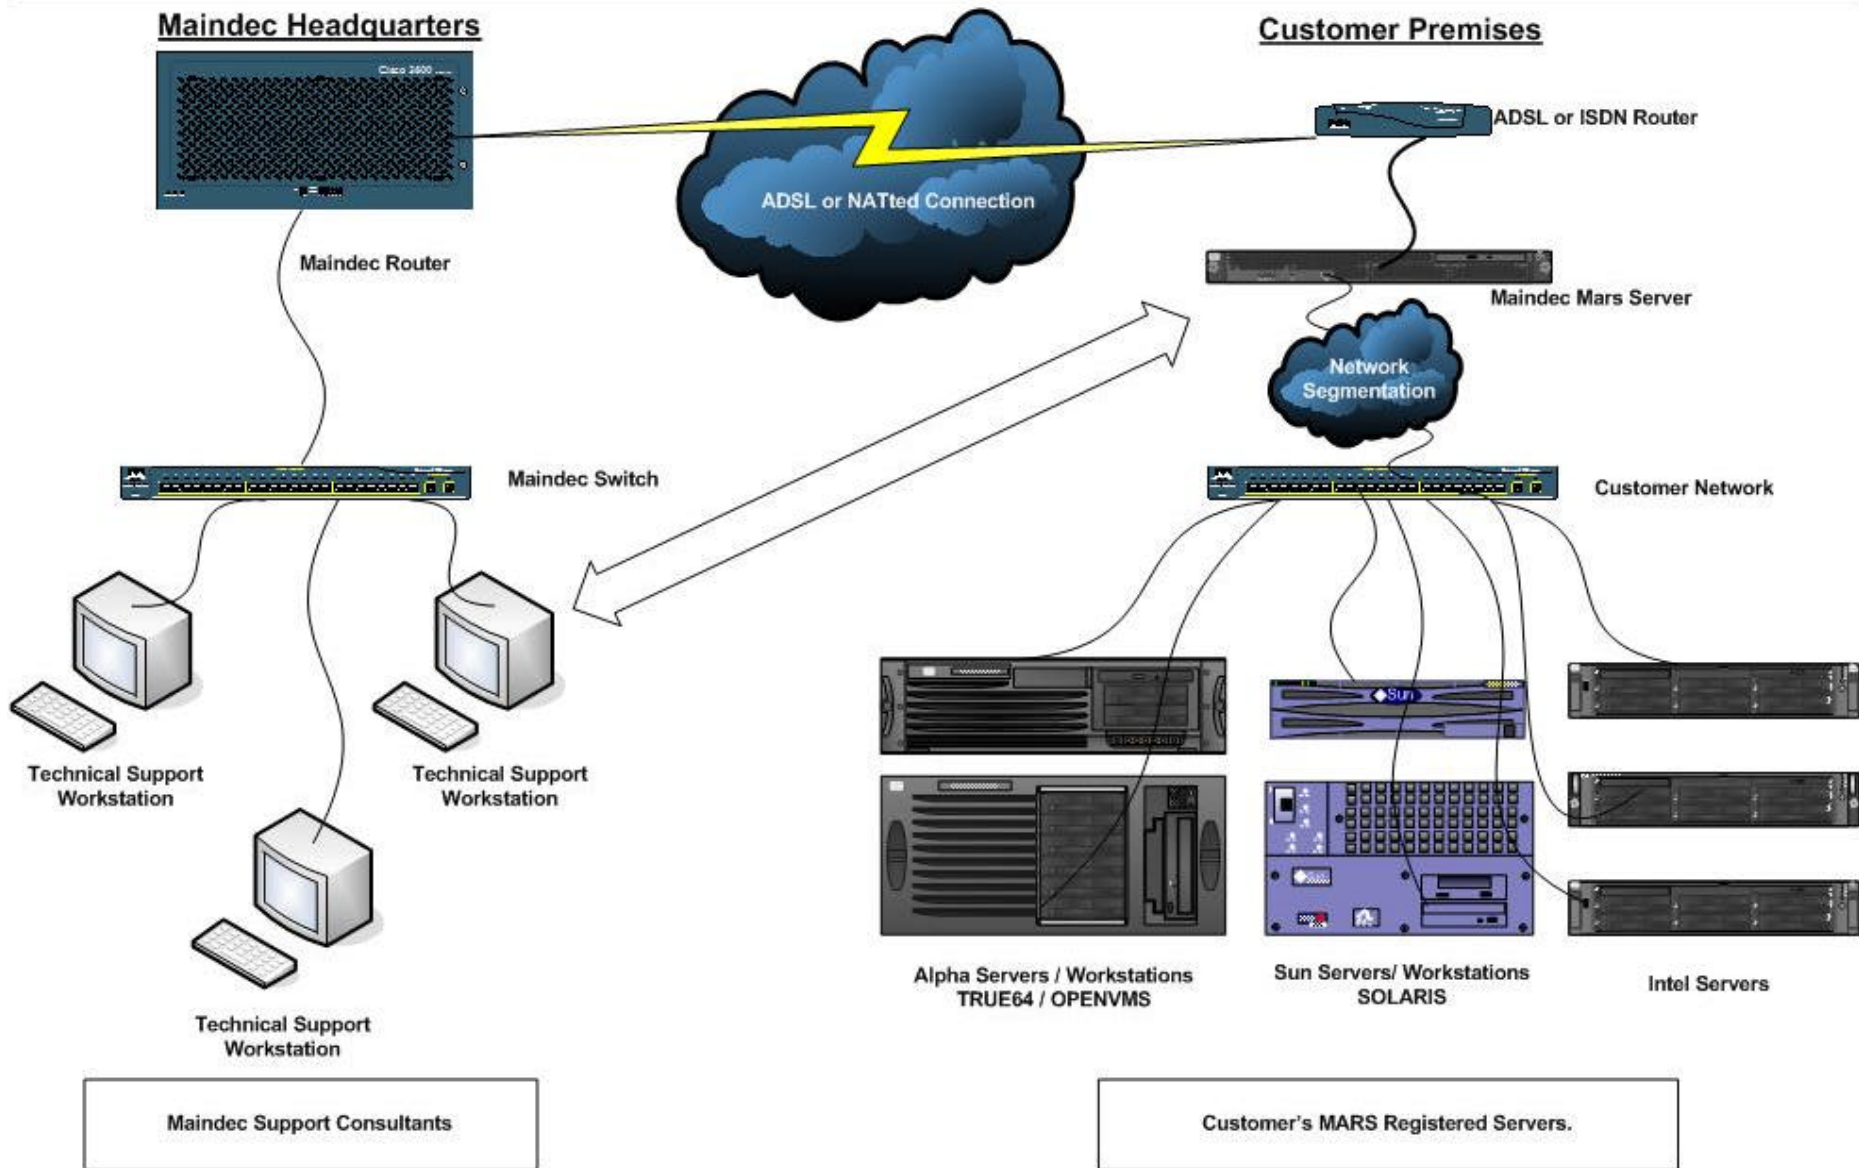 Maindec Headquarters
Customer Premises
Cisco 3600
ADSL or ISDN Router
ADSL or NATted Connection
Maindec Router
Maindec Mars Server
Network
Segmentation
Maindec Switch
Customer Network
Sun
Technical Support
Workstation
Technical Support
Workstation
Technical Support
Workstation
Alpha Servers / Workstations
TRUE64 / OPENVMS
Sun Servers/ Workstations
SOLARIS
Intel Servers
Maindec Support Consultants
Customer's MARS Registered Servers.